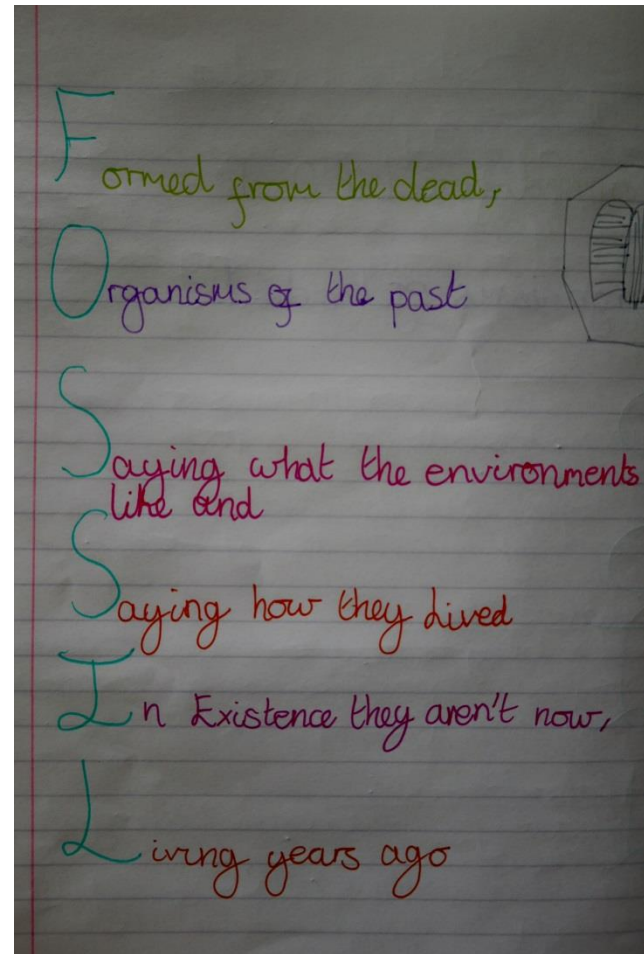 Formed from the dead,
Organisms of the past
Saying what the environments
like and
Saying how they Lived
In Existence they aren't now,
Living years ago